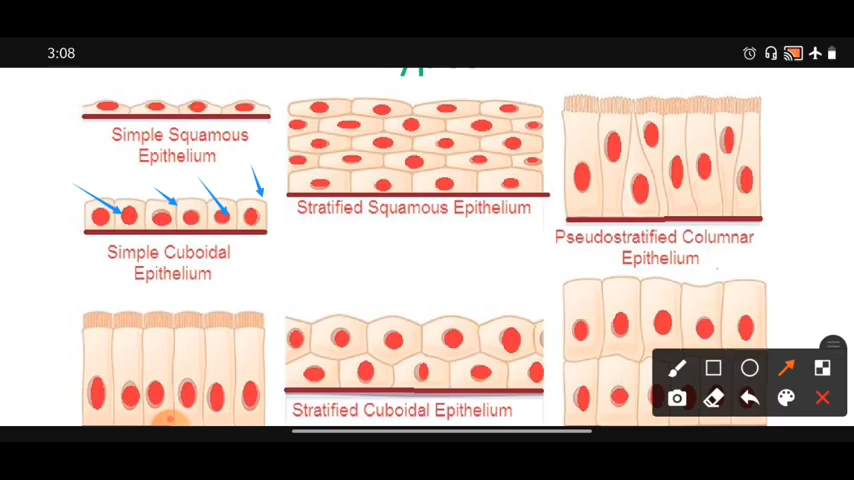 3:08
Simple Squamous
Epithelium
Stratified Squamous Epithelium
Pseudostratified Columnar
Epithelium
Simple Cuboidal
Epithelium
Stratified Cuboidal Epithelium